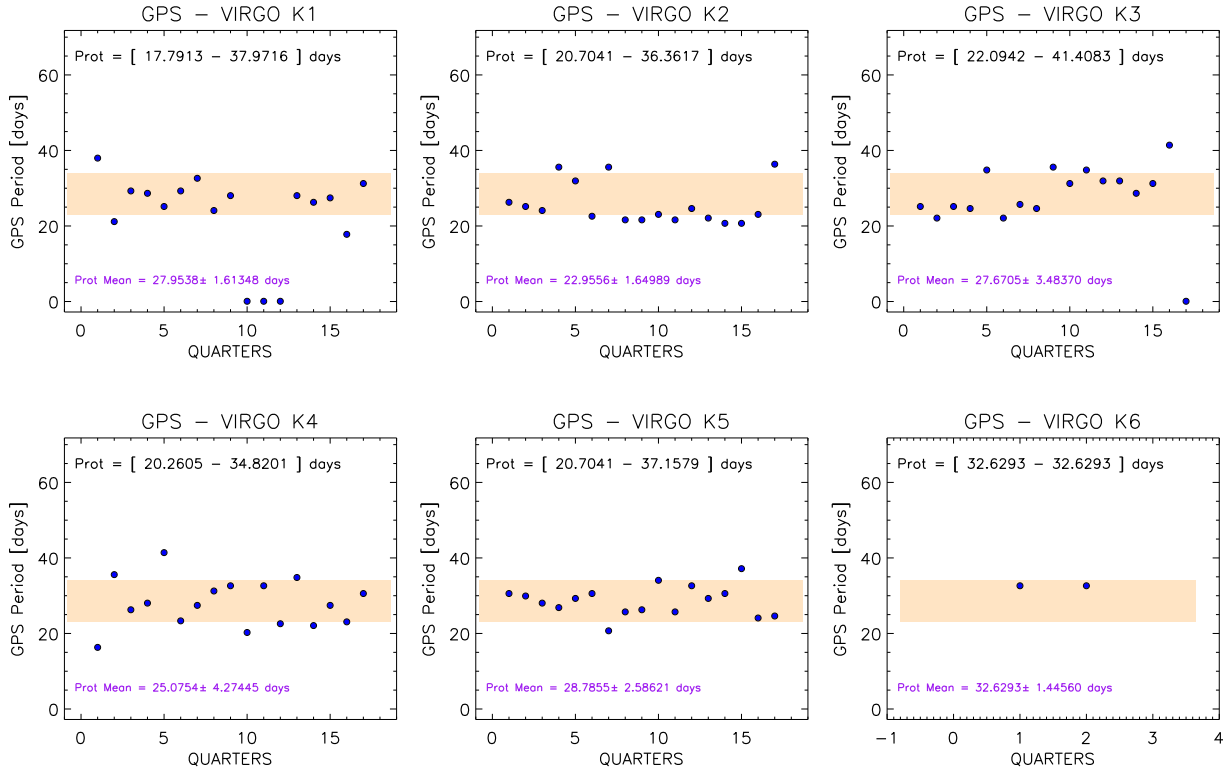 GPS – VIRGO K1
Prot = [ 17.7913 – 37.9716 ] days
GPS Period [days]
60
40
20
0
Prot Mean = 27.9538± 1.61348 days
0 5 10 15
QUARTERS
GPS – VIRGO K2
Prot = [ 20.7041 – 36.3617 ] days
GPS Period [days]
60
40
20
0
Prot Mean = 22.9556± 1.64989 days
0 5 10 15
QUARTERS
GPS – VIRGO K3
Prot = [ 22.0942 – 41.4083 ] days
GPS Period [days]
60
40
20
0
Prot Mean = 27.6705± 3.48370 days
0 5 10 15
QUARTERS
GPS – VIRGO K4
Prot = [ 20.2605 – 34.8201 ] days
GPS Period [days]
60
40
20
0
Prot Mean = 25.0754± 4.27445 days
0 5 10 15
QUARTERS
GPS – VIRGO K5
Prot = [ 20.7041 – 37.1579 ] days
GPS Period [days]
60
40
20
0
Prot Mean = 28.7855± 2.58621 days
0 5 10 15
QUARTERS
GPS – VIRGO K6
Prot = [ 32.6293 – 32.6293 ] days
GPS Period [days]
60
40
20
0
Prot Mean = 32.6293± 1.44560 days
−1 0 1 2 3 4
QUARTERS